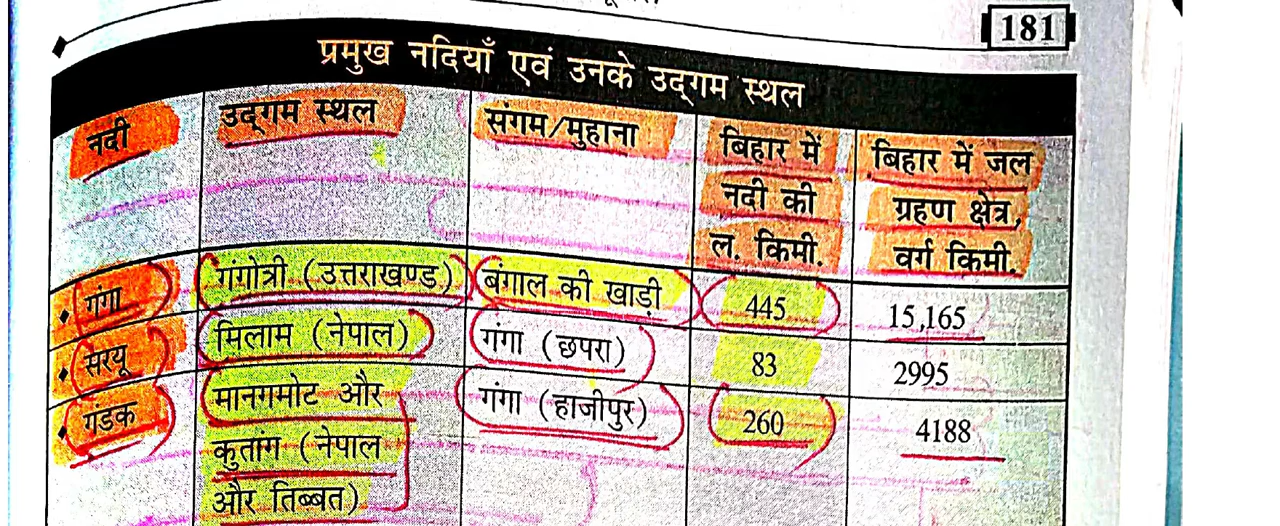 181
प्रमुख नदियाँ एवं उनके उद्गम स्थल
नदी
उद्गम स्थल
संगम/मुहाना
बिहार में
नदी की
ल. किमी.
बिहार में जल
ग्रहण क्षेत्र,
वर्ग किमी.
गंगा
गंगोत्री (उत्तराखण्ड)
बंगाल की खाड़ी
445
15,165
सरयू
मिलाम (नेपाल)
गंगा (छपरा)
83
2995
गंडक
मानगमोट और
कुतांग (नेपाल
और तिब्बत)
गंगा (हाजीपुर)
260
4188